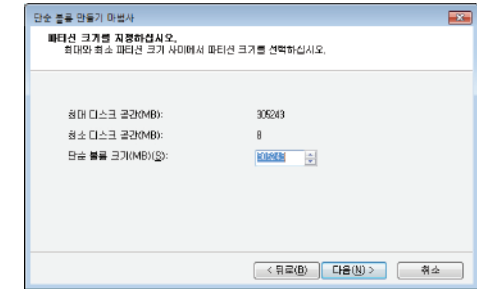 단순 볼륨 만들기 마법사
파티션 크기를 지정하십시오.
최대와 최소 파티션 크기 사이에서 파티션 크기를 선택하십시오.
최대 디스크 공간(MB): 305243
최소 디스크 공간(MB): 8
단순 볼륨 크기(MB)(S):
< 뒤로(B) 다음(N) > 취소